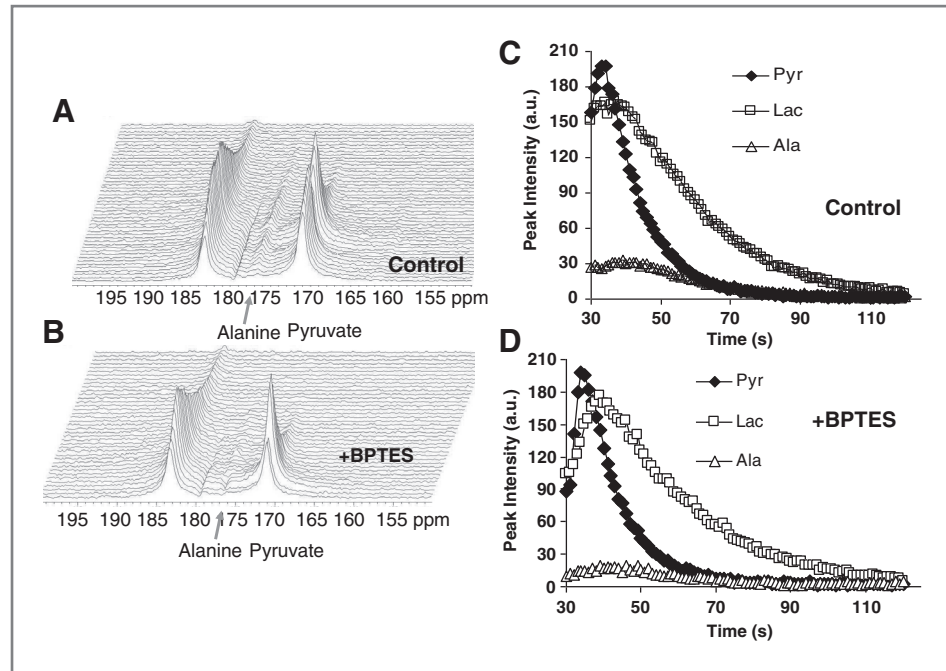 A
Control
195 190 185 180 175 170 165 160 155 ppm
Alanine Pyruvate
B
+BPTES
195 190 185 180 175 170 165 160 155 ppm
Alanine Pyruvate
C
Peak Intensity (a.u.)
210
180
150
120
90
60
30
0
Pyr
Lac
Ala
Control
30 50 70 90 110
Time (s)
D
Peak Intensity (a.u.)
210
180
150
120
90
60
30
0
Pyr
Lac
Ala
+BPTES
30 50 70 90 110
Time (s)